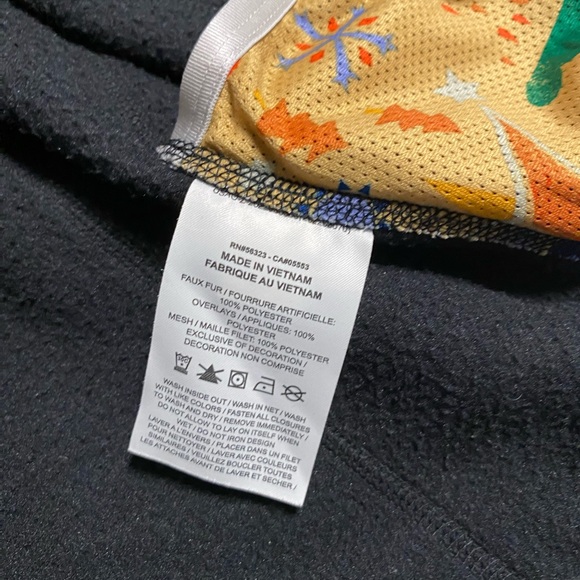 RN#56323 - CA#05553
MADE IN VIETNAM
FABRIQUE AU VIETNAM
FAUX FUR / FOURRURE ARTIFICIELLE:
100% POLYESTER
OVERLAYS / APPLIQUES: 100%
POLYESTER
MESH / MAILLE FILET: 100% POLYESTER
EXCLUSIVE OF DECORATION /
DECORATION NON COMPRISE
WASH INSIDE OUT / WASH IN NET / WASH
WITH LIKE COLORS / FASTEN ALL CLOSURES
TO WASH AND DRY / REMOVE IMMEDIATELY /
DO NOT ALLOW TO LAY ON ITSELF WHEN
WET / DO NOT IRON DESIGN
LAVER A L'ENVERS / PLACER DANS UN FILET
POUR NETTOYER / LAVER AVEC COULEURS
SIMILAIRES / VEUILLEZ BOUCLER TOUTES
LES ATTACHES AVANT DE LAVER ET SECHER